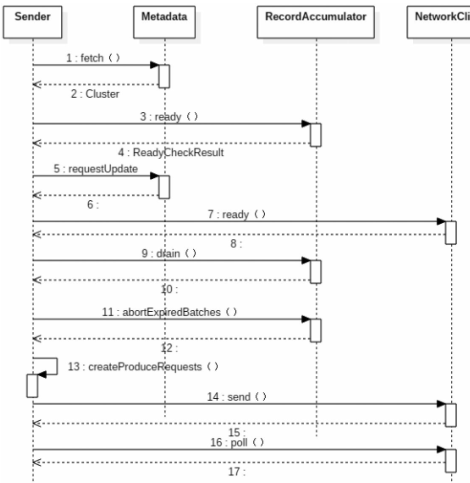 Sender
Metadata
RecordAccumulator
NetworkCli
1 : fetch ( )
2 : Cluster
3 : ready ( )
4 : ReadyCheckResult
5 : requestUpdate
6 :
7 : ready ( )
8 :
9 : drain ( )
10 :
11 : abortExpiredBatches ( )
12 :
13 : createProduceRequests ( )
14 : send ( )
15 :
16 : poll ( )
17 :